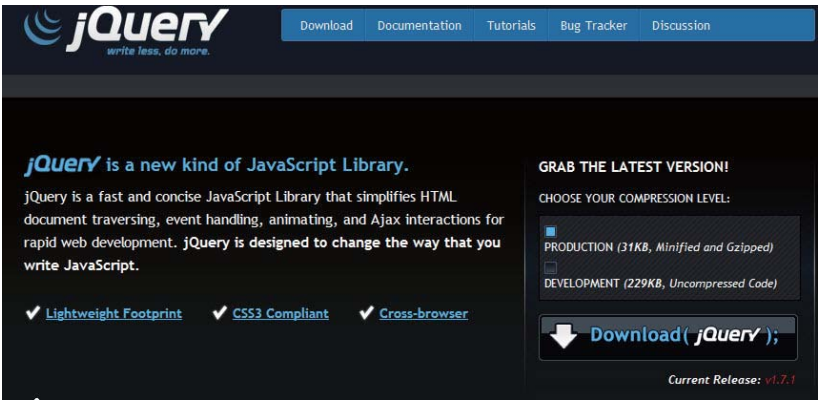 jQuery
write less, do more.
Download Documentation Tutorials Bug Tracker Discussion
jQuery is a new kind of JavaScript Library.
jQuery is a fast and concise JavaScript Library that simplifies HTML
document traversing, event handling, animating, and Ajax interactions for
rapid web development. jQuery is designed to change the way that you
write JavaScript.
Lightweight Footprint CSS3 Compliant Cross-browser
GRAB THE LATEST VERSION!
CHOOSE YOUR COMPRESSION LEVEL:
PRODUCTION (31KB, Minified and Gzipped)
DEVELOPMENT (229KB, Uncompressed Code)
Download( jQuery );
Current Release: v1.7.1